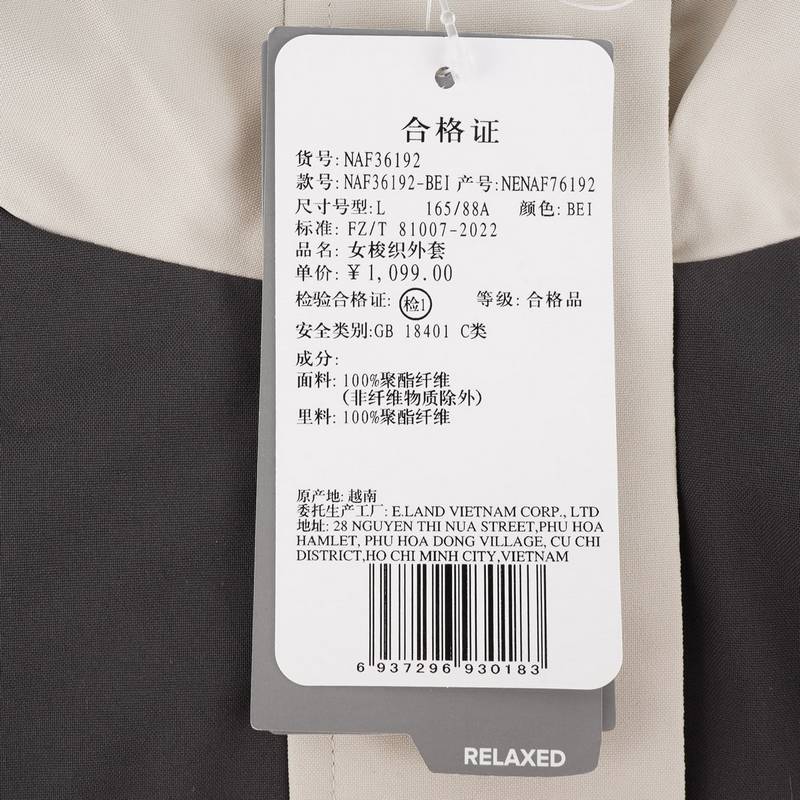 合格证
货号: NAF36192
款号: NAF36192-BEI 产号: NENAF76192
尺寸号型: L 165/88A 颜色: BEI
标准: FZ/T 81007-2022
品名: 女梭织外套
单价: ¥1,099.00
检验合格证: 检1 等级: 合格品
安全类别: GB 18401 C类
成分:
面料: 100%聚酯纤维
(非纤维物质除外)
里料: 100%聚酯纤维
原产地: 越南
委托生产工厂: E.LAND VIETNAM CORP., LTD
地址: 28 NGUYEN THI NUA STREET,PHU HOA
HAMLET, PHU HOA DONG VILLAGE, CU CHI
DISTRICT,HO CHI MINH CITY,VIETNAM
6 937296 930183
RELAXED